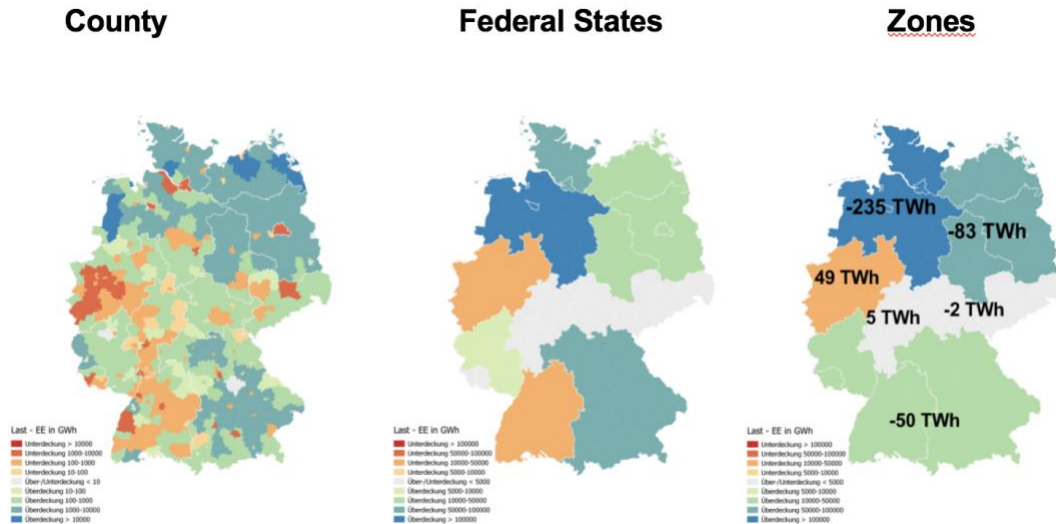 County
Federal States
Zones
-235 TWh
-83 TWh
49 TWh
5 TWh
-2 TWh
-50 TWh
Last - EE in GWh
Unterdeckung > 10000
Unterdeckung 1000-10000
Unterdeckung 100-1000
Unterdeckung 10-100
Über-/Unterdeckung < 10
Überdeckung 10-100
Überdeckung 100-1000
Überdeckung 1000-10000
Überdeckung > 10000
Last - EE in GWh
Unterdeckung > 100000
Unterdeckung 50000-100000
Unterdeckung 10000-50000
Unterdeckung 5000-10000
Über-/Unterdeckung < 5000
Überdeckung 5000-10000
Überdeckung 10000-50000
Überdeckung 50000-100000
Überdeckung > 100000
Last - EE in GWh
Unterdeckung > 100000
Unterdeckung 50000-100000
Unterdeckung 10000-50000
Unterdeckung 5000-10000
Über-/Unterdeckung < 5000
Überdeckung 5000-10000
Überdeckung 10000-50000
Überdeckung 50000-100000
Überdeckung > 100000